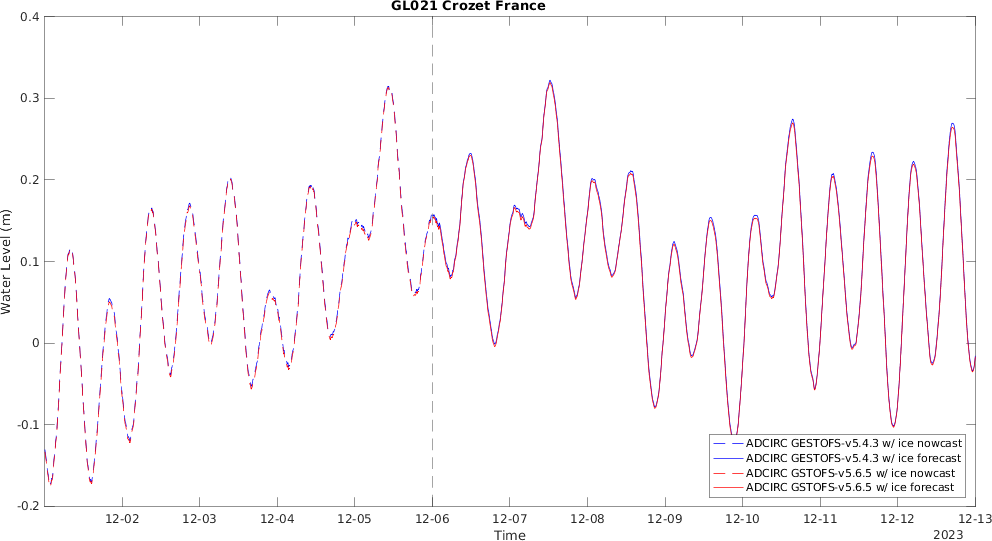 GL021 Crozet France
0.4
0.3
0.2
0.1
0
-0.1
-0.2
Water Level (m)
ADCIRC GESTOFS-v5.4.3 w/ ice nowcast
ADCIRC GESTOFS-v5.4.3 w/ ice forecast
ADCIRC GSTOFS-v5.6.5 w/ ice nowcast
ADCIRC GSTOFS-v5.6.5 w/ ice forecast
12-02 12-03 12-04 12-05 12-06 12-07 12-08 12-09 12-10 12-11 12-12 12-13
Time
2023